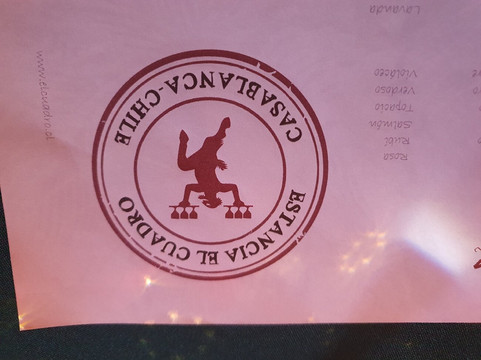 Rosa
Rubí
Salmón
Topacio
Verdoso
Violáceo
Lavanda
ESTANCIA EL CUADRO
CASABLANCA-CHILE
www.elcuadro.cl